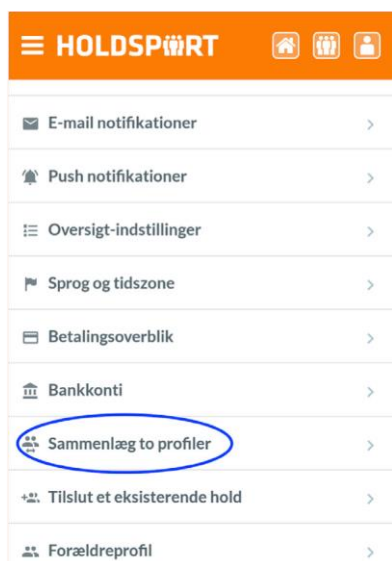 HOLDSPORT
E-mail notifikationer
Push notifikationer
Oversigt-indstillinger
Sprog og tidszone
Betalingsoverblik
Bankkonti
Sammenlæg to profiler
Tilslut et eksisterende hold
Forældreprofil